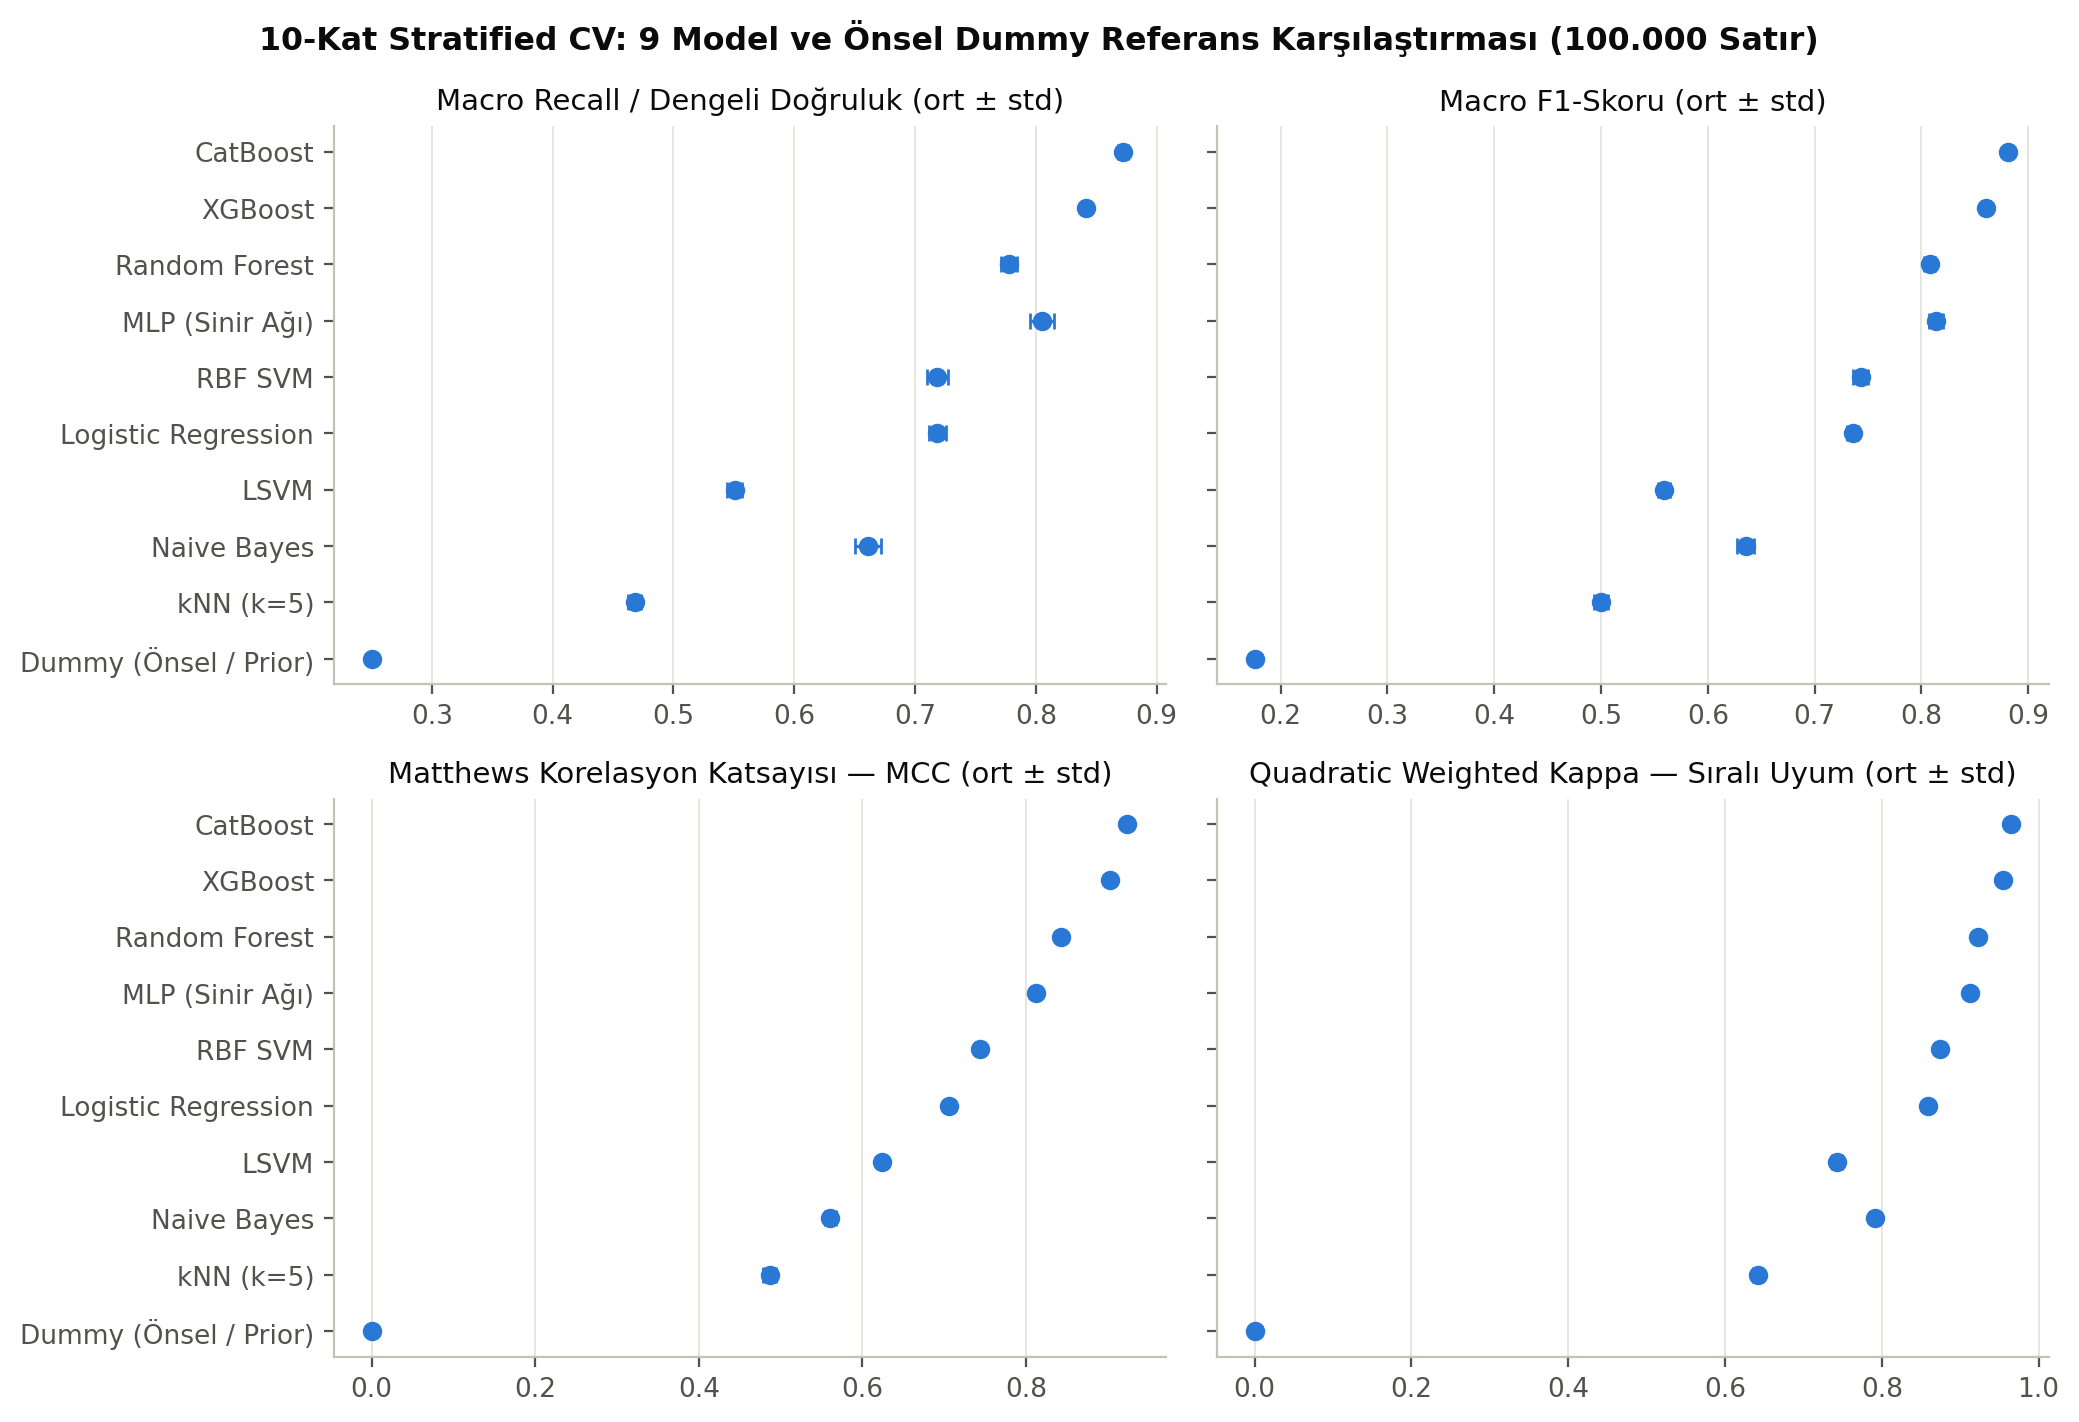 10-Kat Stratified CV: 9 Model ve Önsel Dummy Referans Karşılaştırması (100.000 Satır)
Macro Recall / Dengeli Doğruluk (ort ± std)
CatBoost
XGBoost
Random Forest
MLP (Sinir Ağı)
RBF SVM
Logistic Regression
LSVM
Naive Bayes
kNN (k=5)
Dummy (Önsel / Prior)
0.3 0.4 0.5 0.6 0.7 0.8 0.9
Macro F1-Skoru (ort ± std)
0.2 0.3 0.4 0.5 0.6 0.7 0.8 0.9
Matthews Korelasyon Katsayısı — MCC (ort ± std)
CatBoost
XGBoost
Random Forest
MLP (Sinir Ağı)
RBF SVM
Logistic Regression
LSVM
Naive Bayes
kNN (k=5)
Dummy (Önsel / Prior)
0.0 0.2 0.4 0.6 0.8
Quadratic Weighted Kappa — Sıralı Uyum (ort ± std)
0.0 0.2 0.4 0.6 0.8 1.0